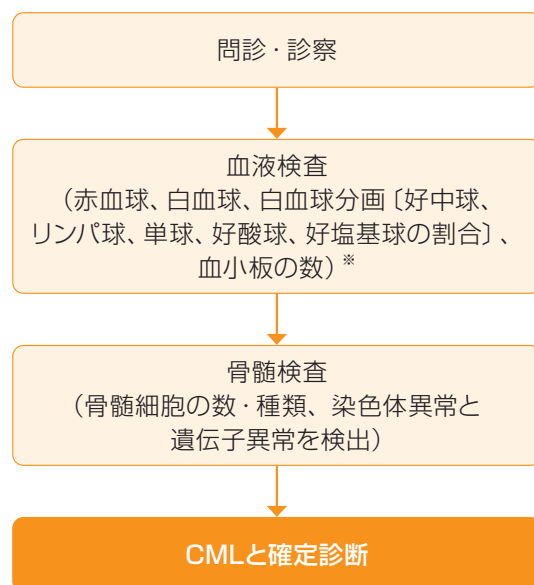 問診・診察
血液検査
（赤血球、白血球、白血球分画〔好中球、
リンパ球、単球、好酸球、好塩基球の割合〕、
血小板の数）※
骨髄検査
（骨髄細胞の数・種類、染色体異常と
遺伝子異常を検出）
CMLと確定診断